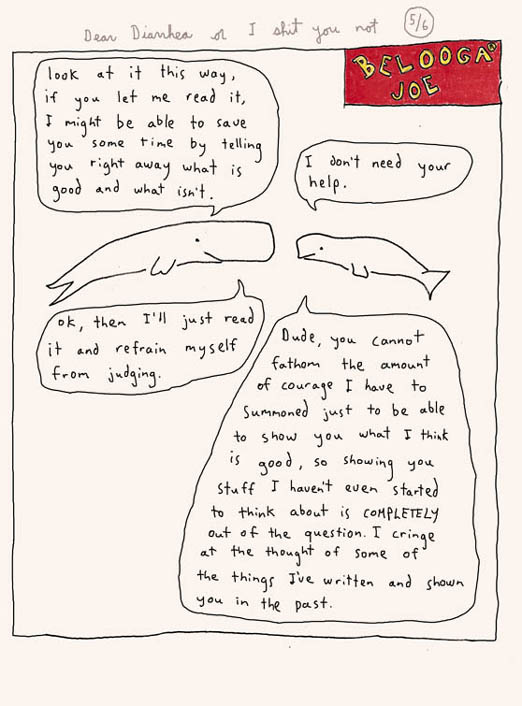 Dear Diarrhea or I shit you not 5/6
BELOOGA
JOE
look at it this way,
if you let me read it,
I might be able to save
you some time by telling
you right away what is
good and what isn't.
I don't need your
help.
ok, then I'll just read
it and refrain myself
from judging.
Dude, you cannot
fathom the amount
of courage I have to
summoned just to be able
to show you what I think
is good, so showing you
stuff I haven't even started
to think about is COMPLETELY
out of the question. I cringe
at the thought of some of
the things I've written and shown
you in the past.